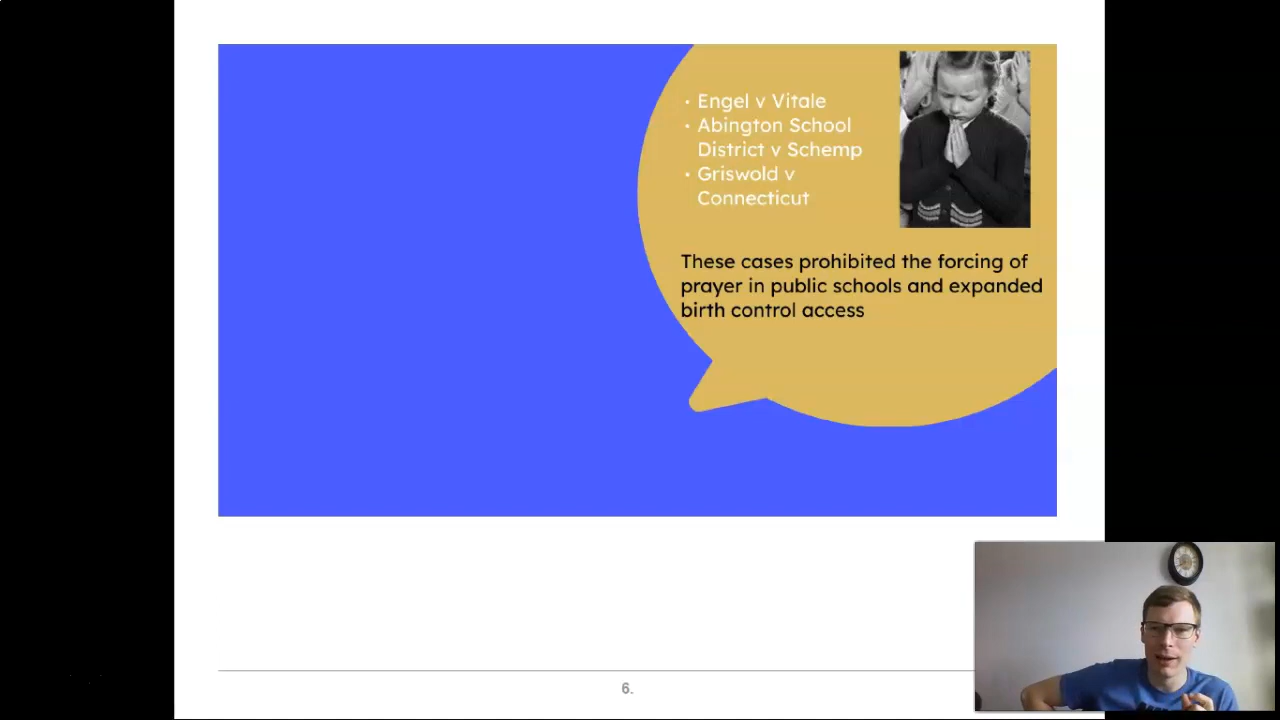 • Engel v Vitale
• Abington School
District v Schemp
• Griswold v
Connecticut
These cases prohibited the forcing of
prayer in public schools and expanded
birth control access
6.